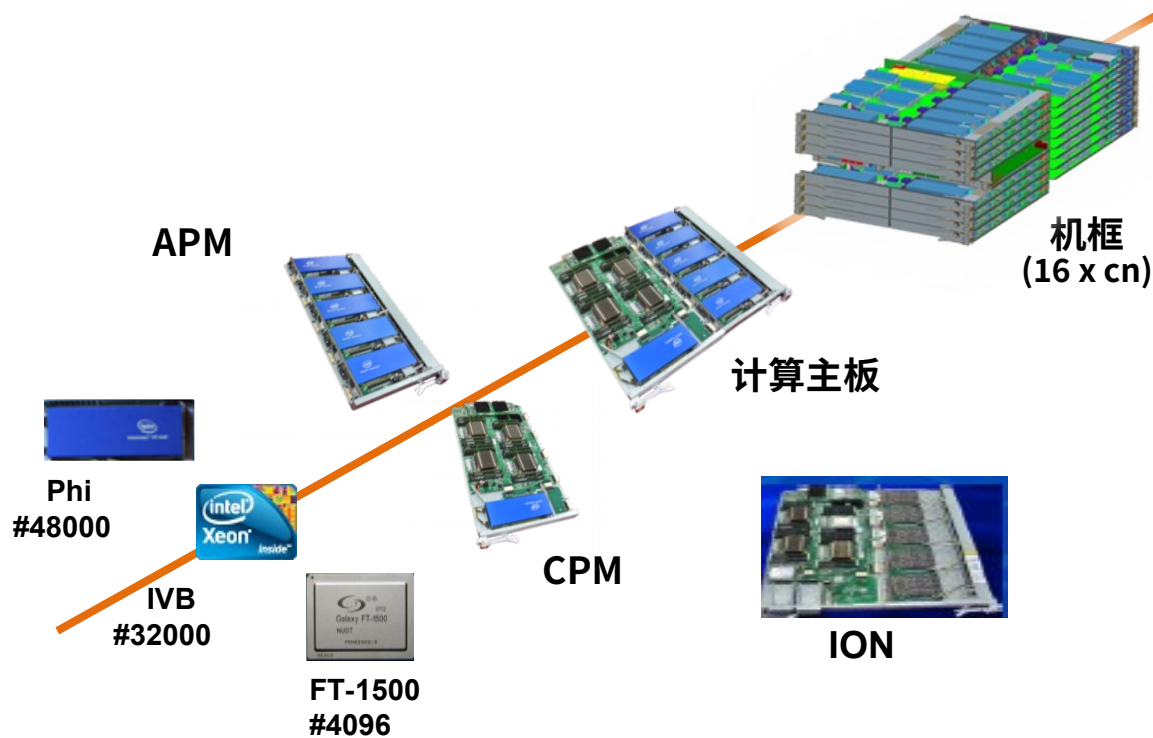 机框
(16 x cn)
APM
计算主板
Phi
#48000
intel
Xeon
inside™
CPM
IVB
#32000
Galaxy FT-1500
NUDT
ION
FT-1500
#4096